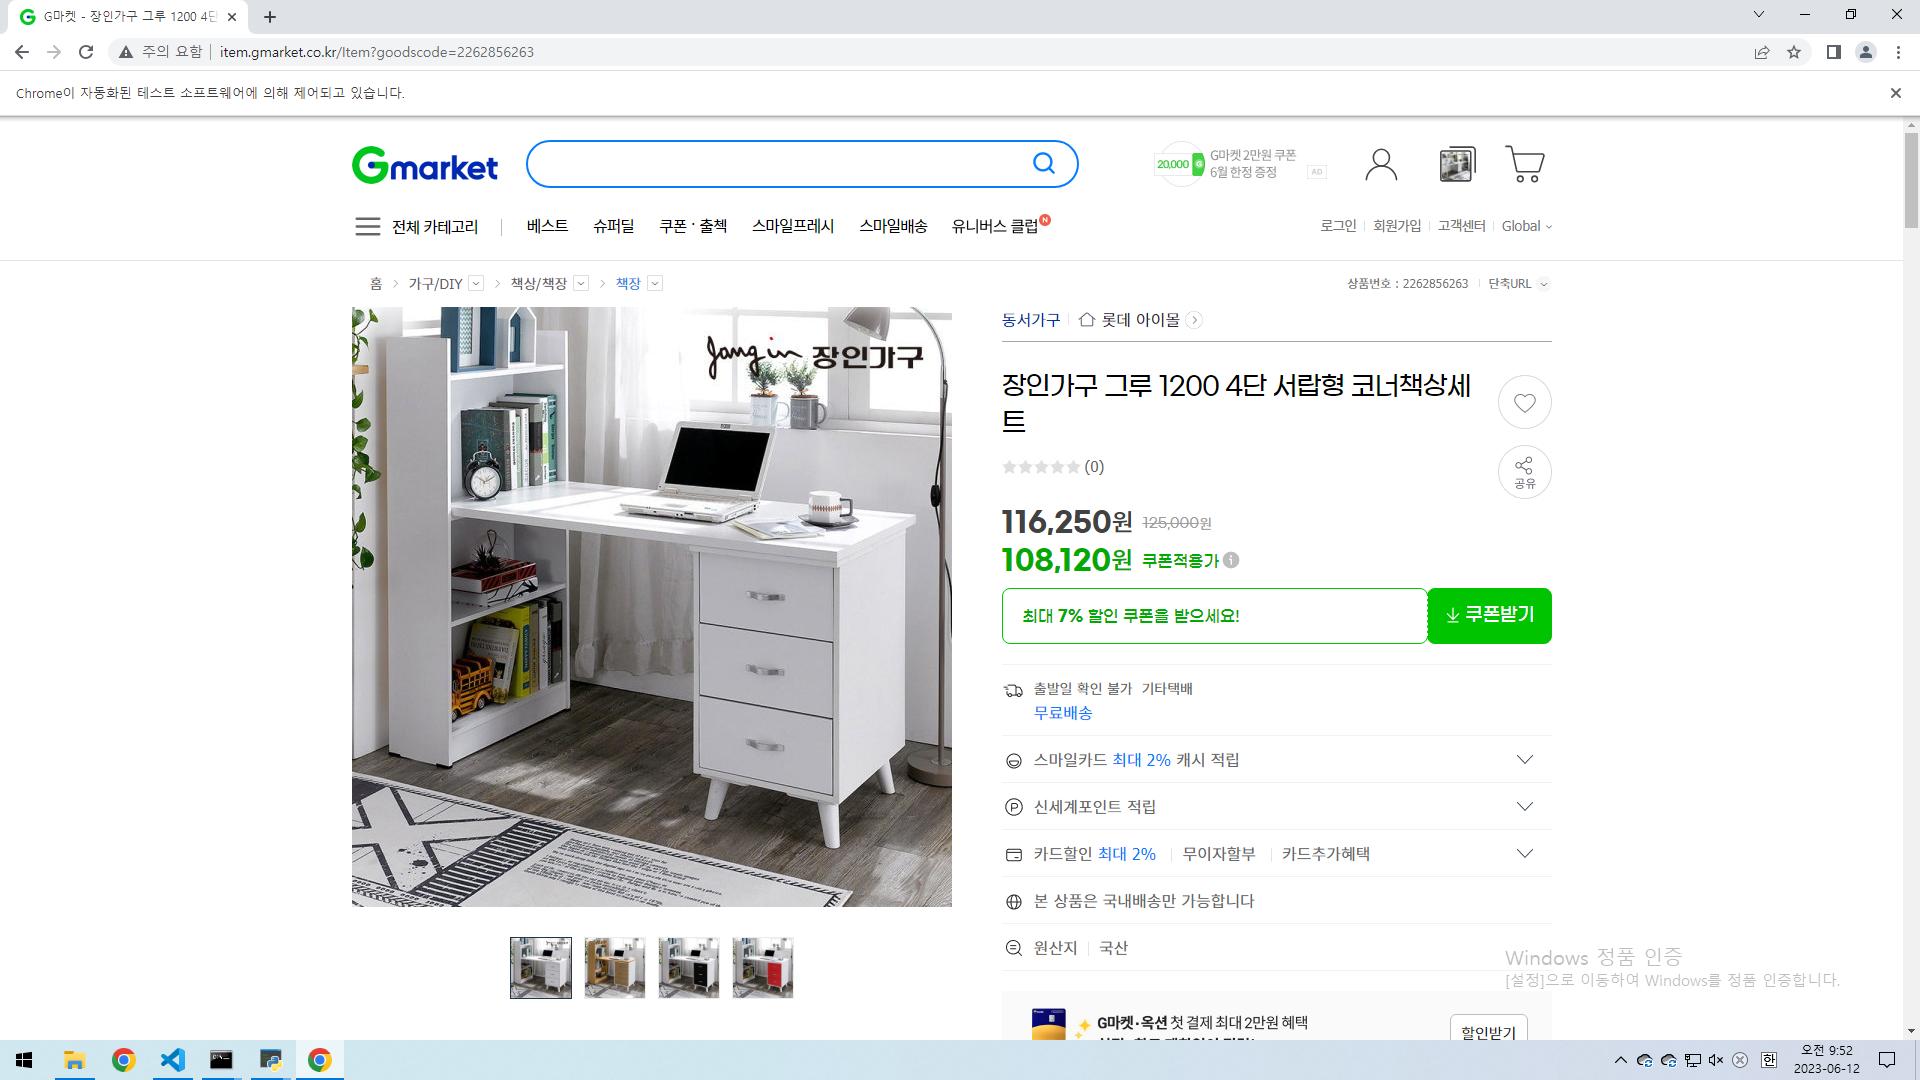 G마켓 - 장인가구 그루 1200 4단
주의 요함
item.gmarket.co.kr/Item?goodscode=2262856263
Chrome이 자동화된 테스트 소프트웨어에 의해 제어되고 있습니다.
Gmarket
20,000 G
G마켓 2만원 쿠폰
6월 한정 증정
AD
전체 카테고리
베스트 슈퍼딜 쿠폰·출첵 스마일프레시 스마일배송 유니버스 클럽 N
로그인 회원가입 고객센터 Global
홈 > 가구/DIY > 책상/책장 > 책장
상품번호 : 2262856263 단축URL
Jang in 장인가구
동서가구 롯데 아이몰
장인가구 그루 1200 4단 서랍형 코너책상세
트
(0)
공유
116,250원 125,000원
108,120원 쿠폰적용가
최대 7% 할인 쿠폰을 받으세요!
쿠폰받기
출발일 확인 불가 기타택배
무료배송
스마일카드 최대 2% 캐시 적립
신세계포인트 적립
카드할인 최대 2% 무이자할부 카드추가혜택
본 상품은 국내배송만 가능합니다
원산지 국산
Windows 정품 인증
[설정]으로 이동하여 Windows를 정품 인증합니다.
G마켓·옥션 첫 결제 최대 2만원 혜택
할인받기
한
오전 9:52
2023-06-12